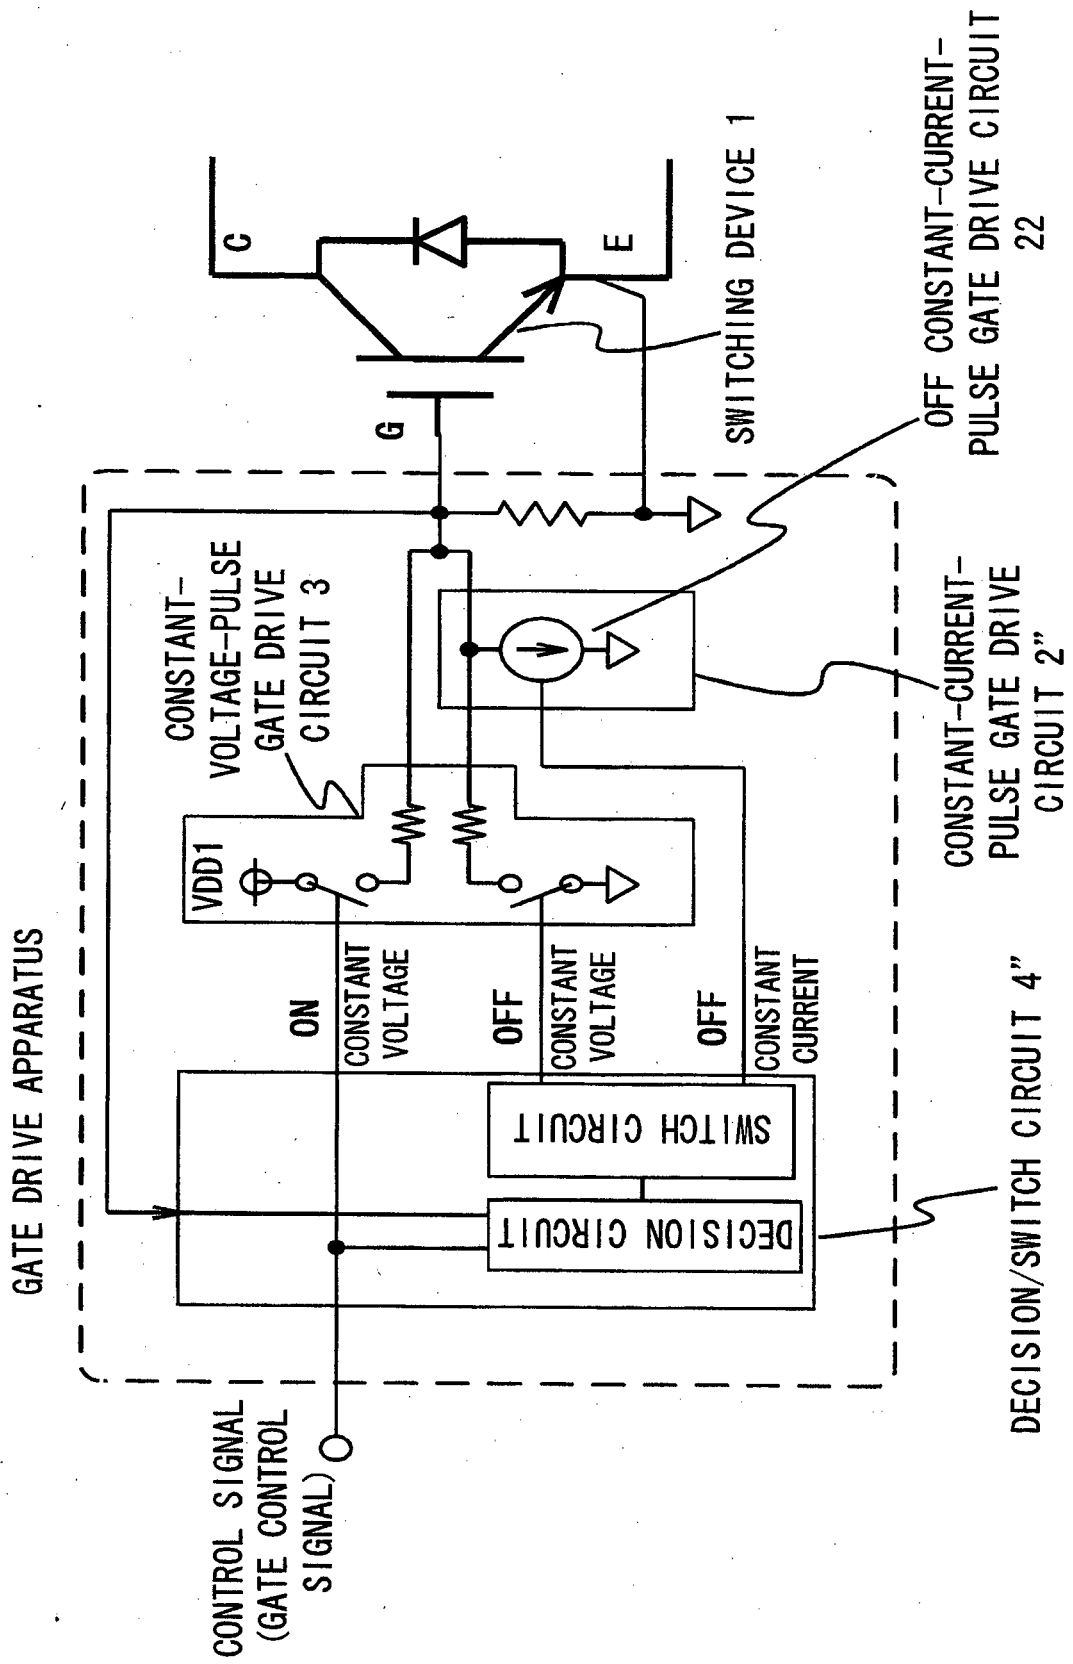 GATE DRIVE APPARATUS
CONTROL SIGNAL
(GATE CONTROL
SIGNAL)
ON
CONSTANT
VOLTAGE
OFF
CONSTANT
VOLTAGE
OFF
CONSTANT
CURRENT
DECISION CIRCUIT
SWITCH CIRCUIT
VDD1
CONSTANT-
VOLTAGE-PULSE
GATE DRIVE
CIRCUIT 3
G
C
E
SWITCHING DEVICE 1
DECISION/SWITCH CIRCUIT 4”
CONSTANT-CURRENT-
PULSE GATE DRIVE
CIRCUIT 2”
OFF CONSTANT-CURRENT-
PULSE GATE DRIVE CIRCUIT
22